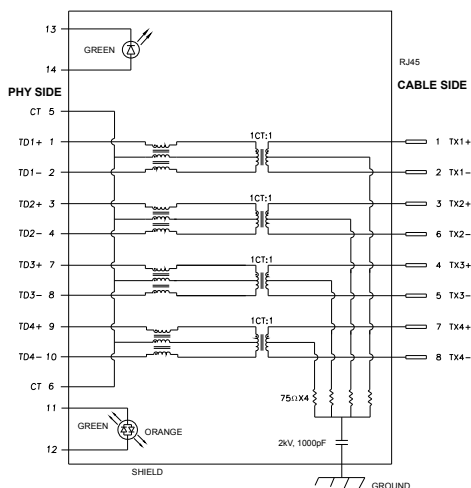 13
GREEN
14
RJ45
PHY SIDE
CABLE SIDE
CT 5
1CT:1
TD1+ 1
1 TX1+
TD1- 2
2 TX1-
1CT:1
TD2+ 3
3 TX2+
TD2- 4
6 TX2-
1CT:1
TD3+ 7
4 TX3+
TD3- 8
5 TX3-
1CT:1
TD4+ 9
7 TX4+
TD4- 10
8 TX4-
CT 6
75ΩX4
11
GREEN
ORANGE
2kV, 1000pF
12
SHIELD
GROUND